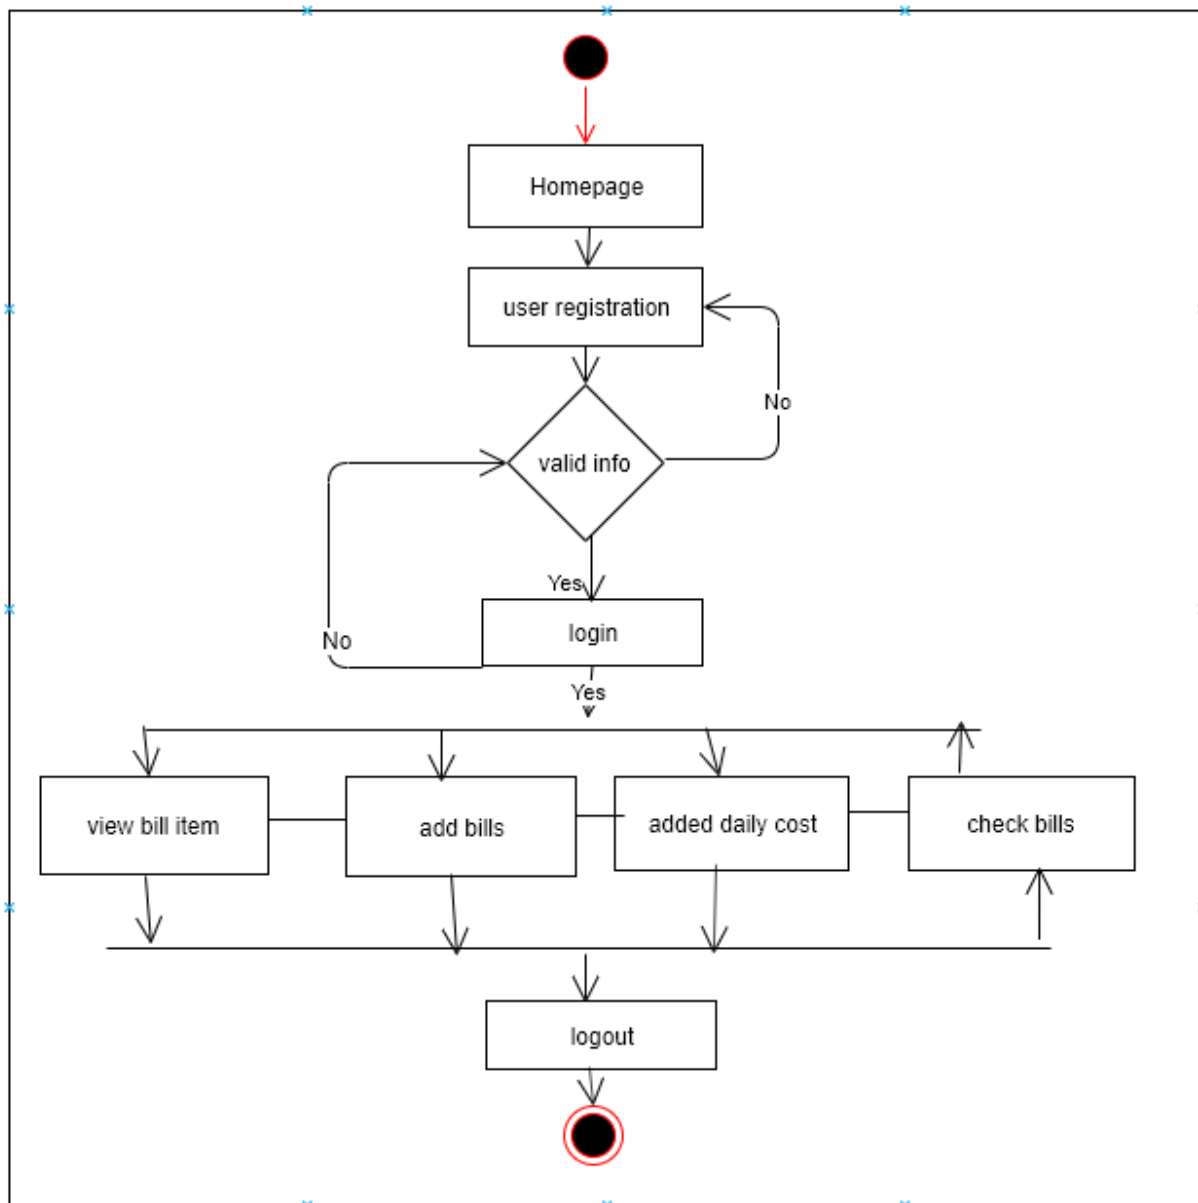 Homepage
user registration
No
valid info
Yes
login
No
Yes
view bill item
add bills
added daily cost
check bills
logout